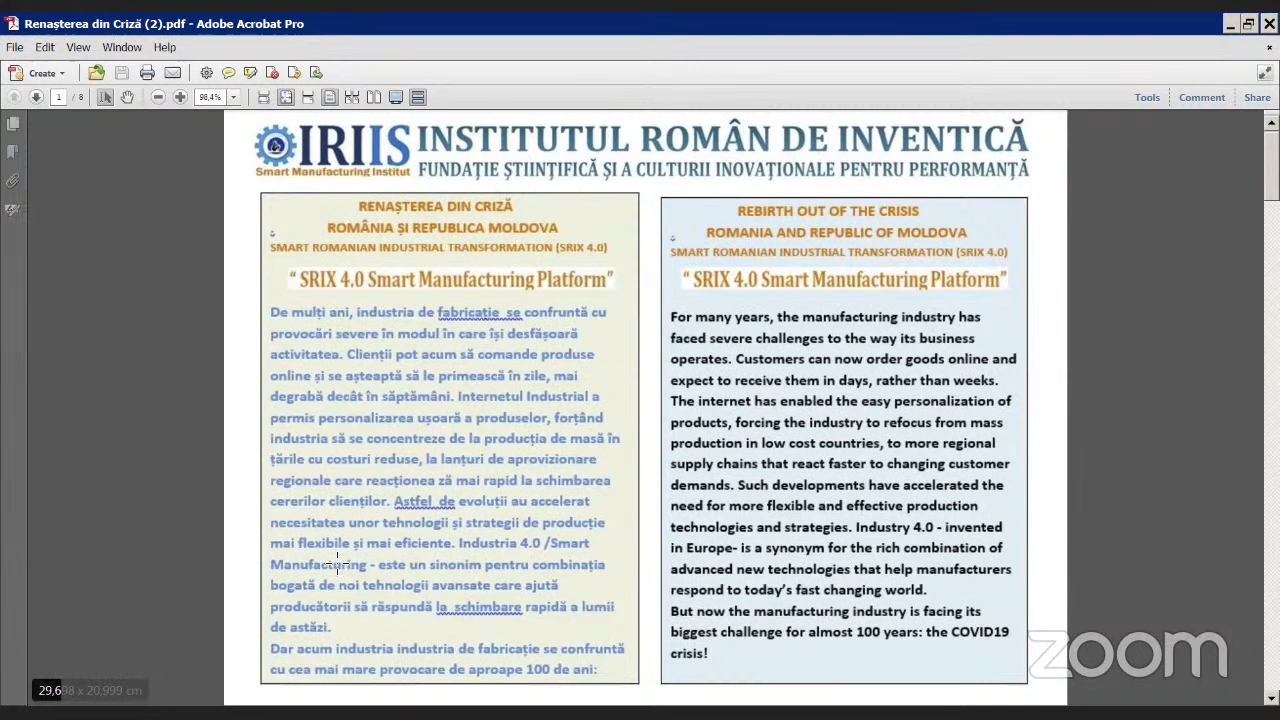 Renașterea din Criză (2).pdf - Adobe Acrobat Pro
File Edit View Window Help
Create
1 / 8 98,4% Tools Comment Share
IRIIS INSTITUTUL ROMÂN DE INVENTICĂ
Smart Manufacturing Institut FUNDAȚIE ȘTIINȚIFICĂ ȘI A CULTURII INOVAȚIONALE PENTRU PERFORMANȚĂ
RENAȘTEREA DIN CRIZĂ
ROMÂNIA ȘI REPUBLICA MOLDOVA
SMART ROMANIAN INDUSTRIAL TRANSFORMATION (SRIX 4.0)
“ SRIX 4.0 Smart Manufacturing Platform”
De mulți ani, industria de fabricatie se confruntă cu
provocări severe în modul în care își desfășoară
activitatea. Clienții pot acum să comande produse
online și se așteaptă să le primească în zile, mai
degrabă decât în săptămâni. Internetul Industrial a
permis personalizarea ușoară a produselor, forțând
industria să se concentreze de la producția de masă în
țările cu costuri reduse, la lanțuri de aprovizionare
regionale care reacționea ză mai rapid la schimbarea
cererilor clienților. Astfel de evoluții au accelerat
necesitatea unor tehnologii și strategii de producție
mai flexibile și mai eficiente. Industria 4.0 /Smart
Manufacturing - este un sinonim pentru combinația
bogată de noi tehnologii avansate care ajută
producătorii să răspundă la schimbare rapidă a lumii
de astăzi.
Dar acum industria industria de fabricație se confruntă
cu cea mai mare provocare de aproape 100 de ani:
REBIRTH OUT OF THE CRISIS
ROMANIA AND REPUBLIC OF MOLDOVA
SMART ROMANIAN INDUSTRIAL TRANSFORMATION (SRIX 4.0)
“ SRIX 4.0 Smart Manufacturing Platform”
For many years, the manufacturing industry has
faced severe challenges to the way its business
operates. Customers can now order goods online and
expect to receive them in days, rather than weeks.
The internet has enabled the easy personalization of
products, forcing the industry to refocus from mass
production in low cost countries, to more regional
supply chains that react faster to changing customer
demands. Such developments have accelerated the
need for more flexible and effective production
technologies and strategies. Industry 4.0 - invented
in Europe- is a synonym for the rich combination of
advanced new technologies that help manufacturers
respond to today’s fast changing world.
But now the manufacturing industry is facing its
biggest challenge for almost 100 years: the COVID19
crisis!
29,698 x 20,999 cm
zoom